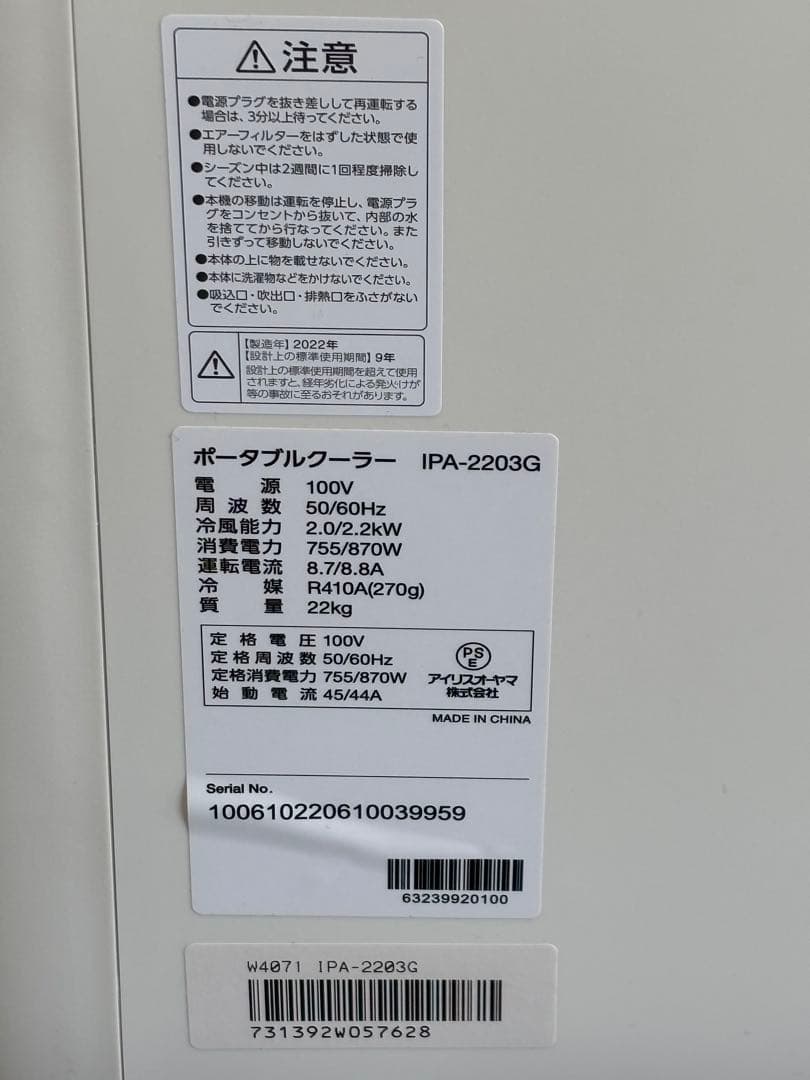 注意
●電源プラグを抜き差しして再運転する
場合は、3分以上待ってください。
●エアーフィルターをはずした状態で使
用しないでください。
●シーズン中は2週間に1回程度掃除し
てください。
●本機の移動は運転を停止し、電源プラ
グをコンセントから抜いて、内部の水
を捨ててから行なってください。また
引きずって移動しないでください。
●本体の上に物を載せないでください。
●本体に洗濯物などをかけないでください。
●吸込口・吹出口・排熱口をふさがない
でください。
【製造年】2022年
【設計上の標準使用期間】9年
設計上の標準使用期間を超えて使用
されますと、経年劣化による発火・けが
等の事故に至るおそれがあります。
ポータブルクーラー IPA-2203G
電源 100V
周波数 50/60Hz
冷風能力 2.0/2.2kW
消費電力 755/870W
運転電流 8.7/8.8A
冷媒 R410A(270g)
質量 22kg
定格電圧 100V
定格周波数 50/60Hz
定格消費電力 755/870W
始動電流 45/44A
PS
E
アイリスオーヤマ
株式会社
MADE IN CHINA
Serial No.
100610220610039959
63239920100
W4071 IPA-2203G
731392W057628